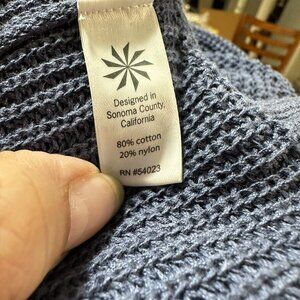 Designed in
Sonoma County,
California
80% cotton
20% nylon
RN #54023